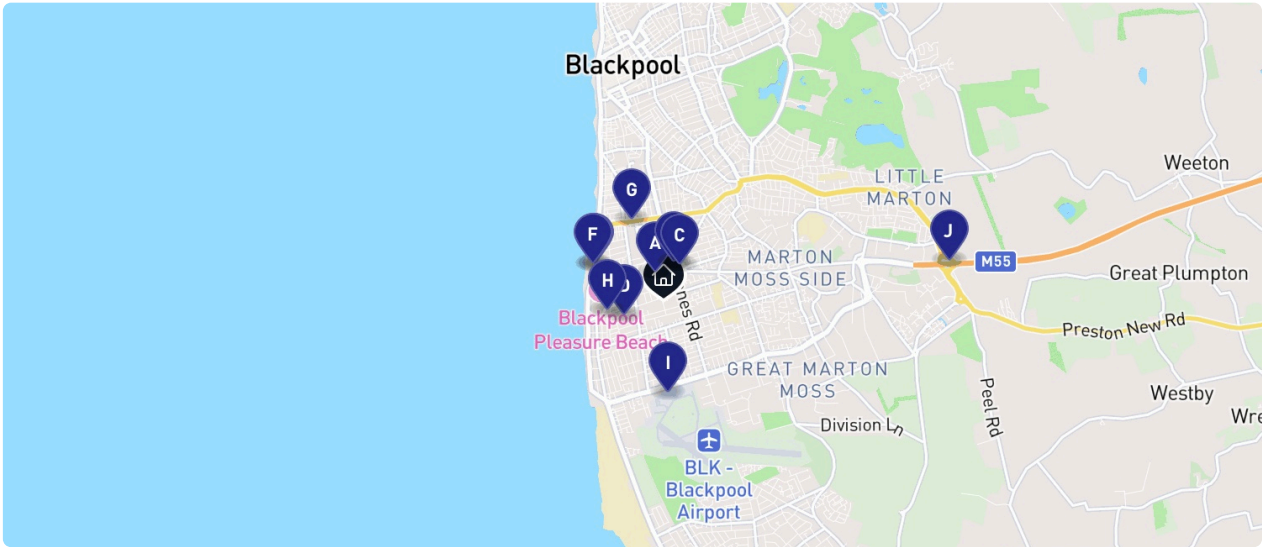 Blackpool
Weeton
LITTLE
MARTON
G
F
A
C
J
MARTON
MOSS SIDE
M55
Great Plumpton
H
D
nes Rd
Blackpool
Pleasure Beach
Preston New Rd
I
GREAT MARTON
MOSS
Peel Rd
Westby
Division Ln
Wre
BLK -
Blackpool
Airport